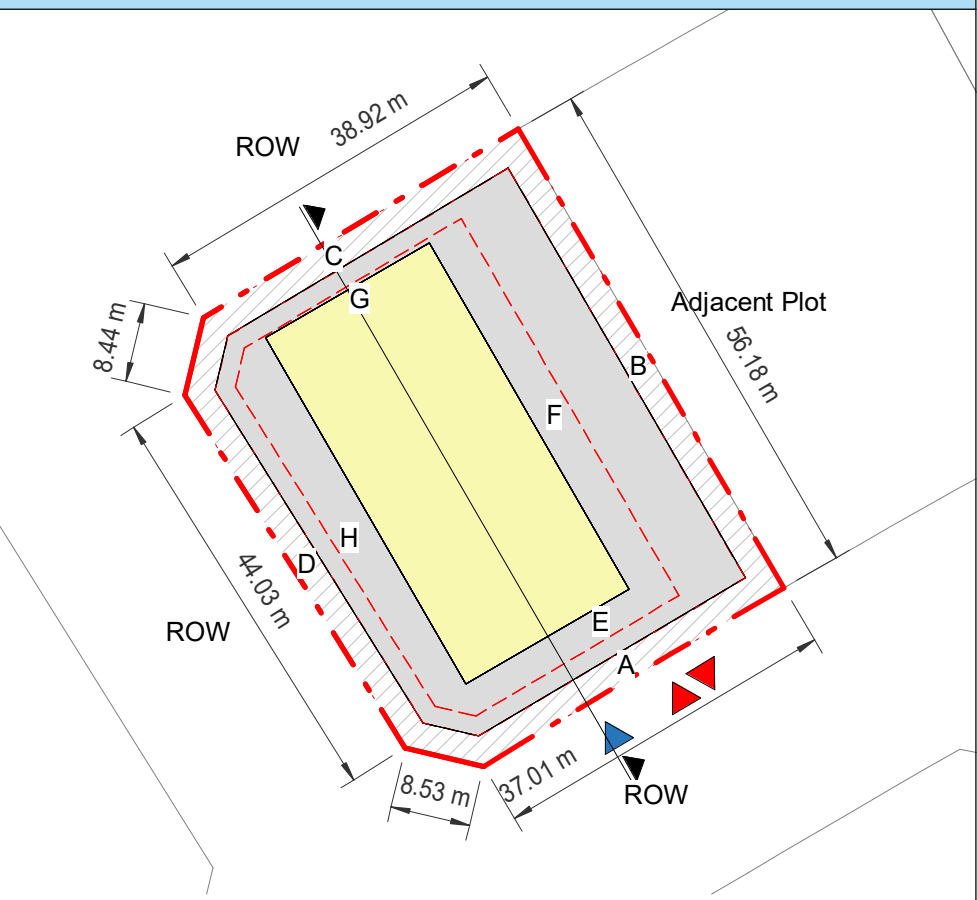 38.92 m
ROW
C
G
8.44 m
Adjacent Plot
56.18 m
B
F
H
D
44.03 m
ROW
E
A
37.01 m
8.53 m
ROW